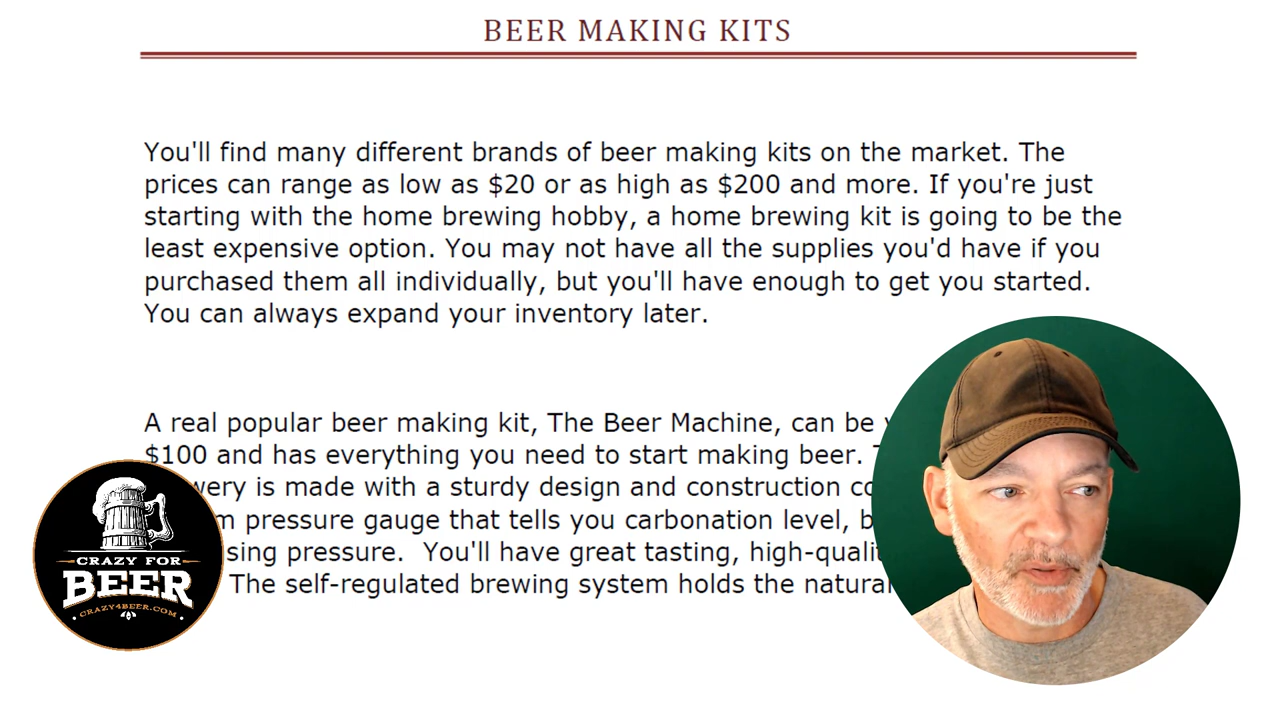 BEER MAKING KITS
You'll find many different brands of beer making kits on the market. The
prices can range as low as $20 or as high as $200 and more. If you're just
starting with the home brewing hobby, a home brewing kit is going to be the
least expensive option. You may not have all the supplies you'd have if you
purchased them all individually, but you'll have enough to get you started.
You can always expand your inventory later.
A real popular beer making kit, The Beer Machine, can be
$100 and has everything you need to start making beer.
is made with a sturdy design and construction
pressure gauge that tells you carbonation level,
pressure. You'll have great tasting,
The self-regulated brewing system holds the natural
CRAZY FOR
BEER
CRAZY4BEER.COM